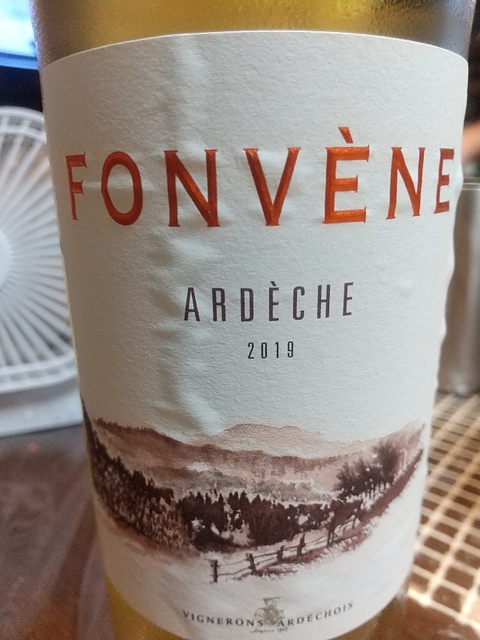 FONVÈNE
ARDÈCHE
2019
VIGNERONS ARDÉCHOIS